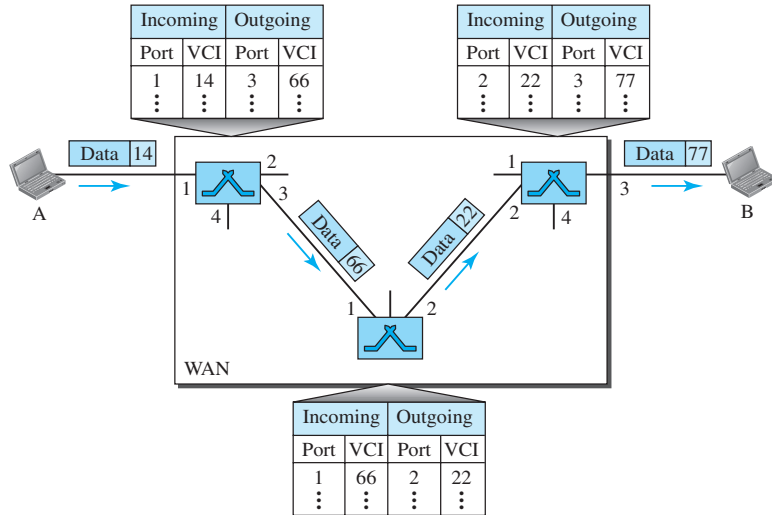 Incoming Outgoing
Port VCI Port VCI
1 14 3 66
Incoming Outgoing
Port VCI Port VCI
2 22 3 77
Data 14
A
1
2
3
4
Data 66
1
2
Data 22
1
2
3
4
Data 77
B
WAN
Incoming Outgoing
Port VCI Port VCI
1 66 2 22